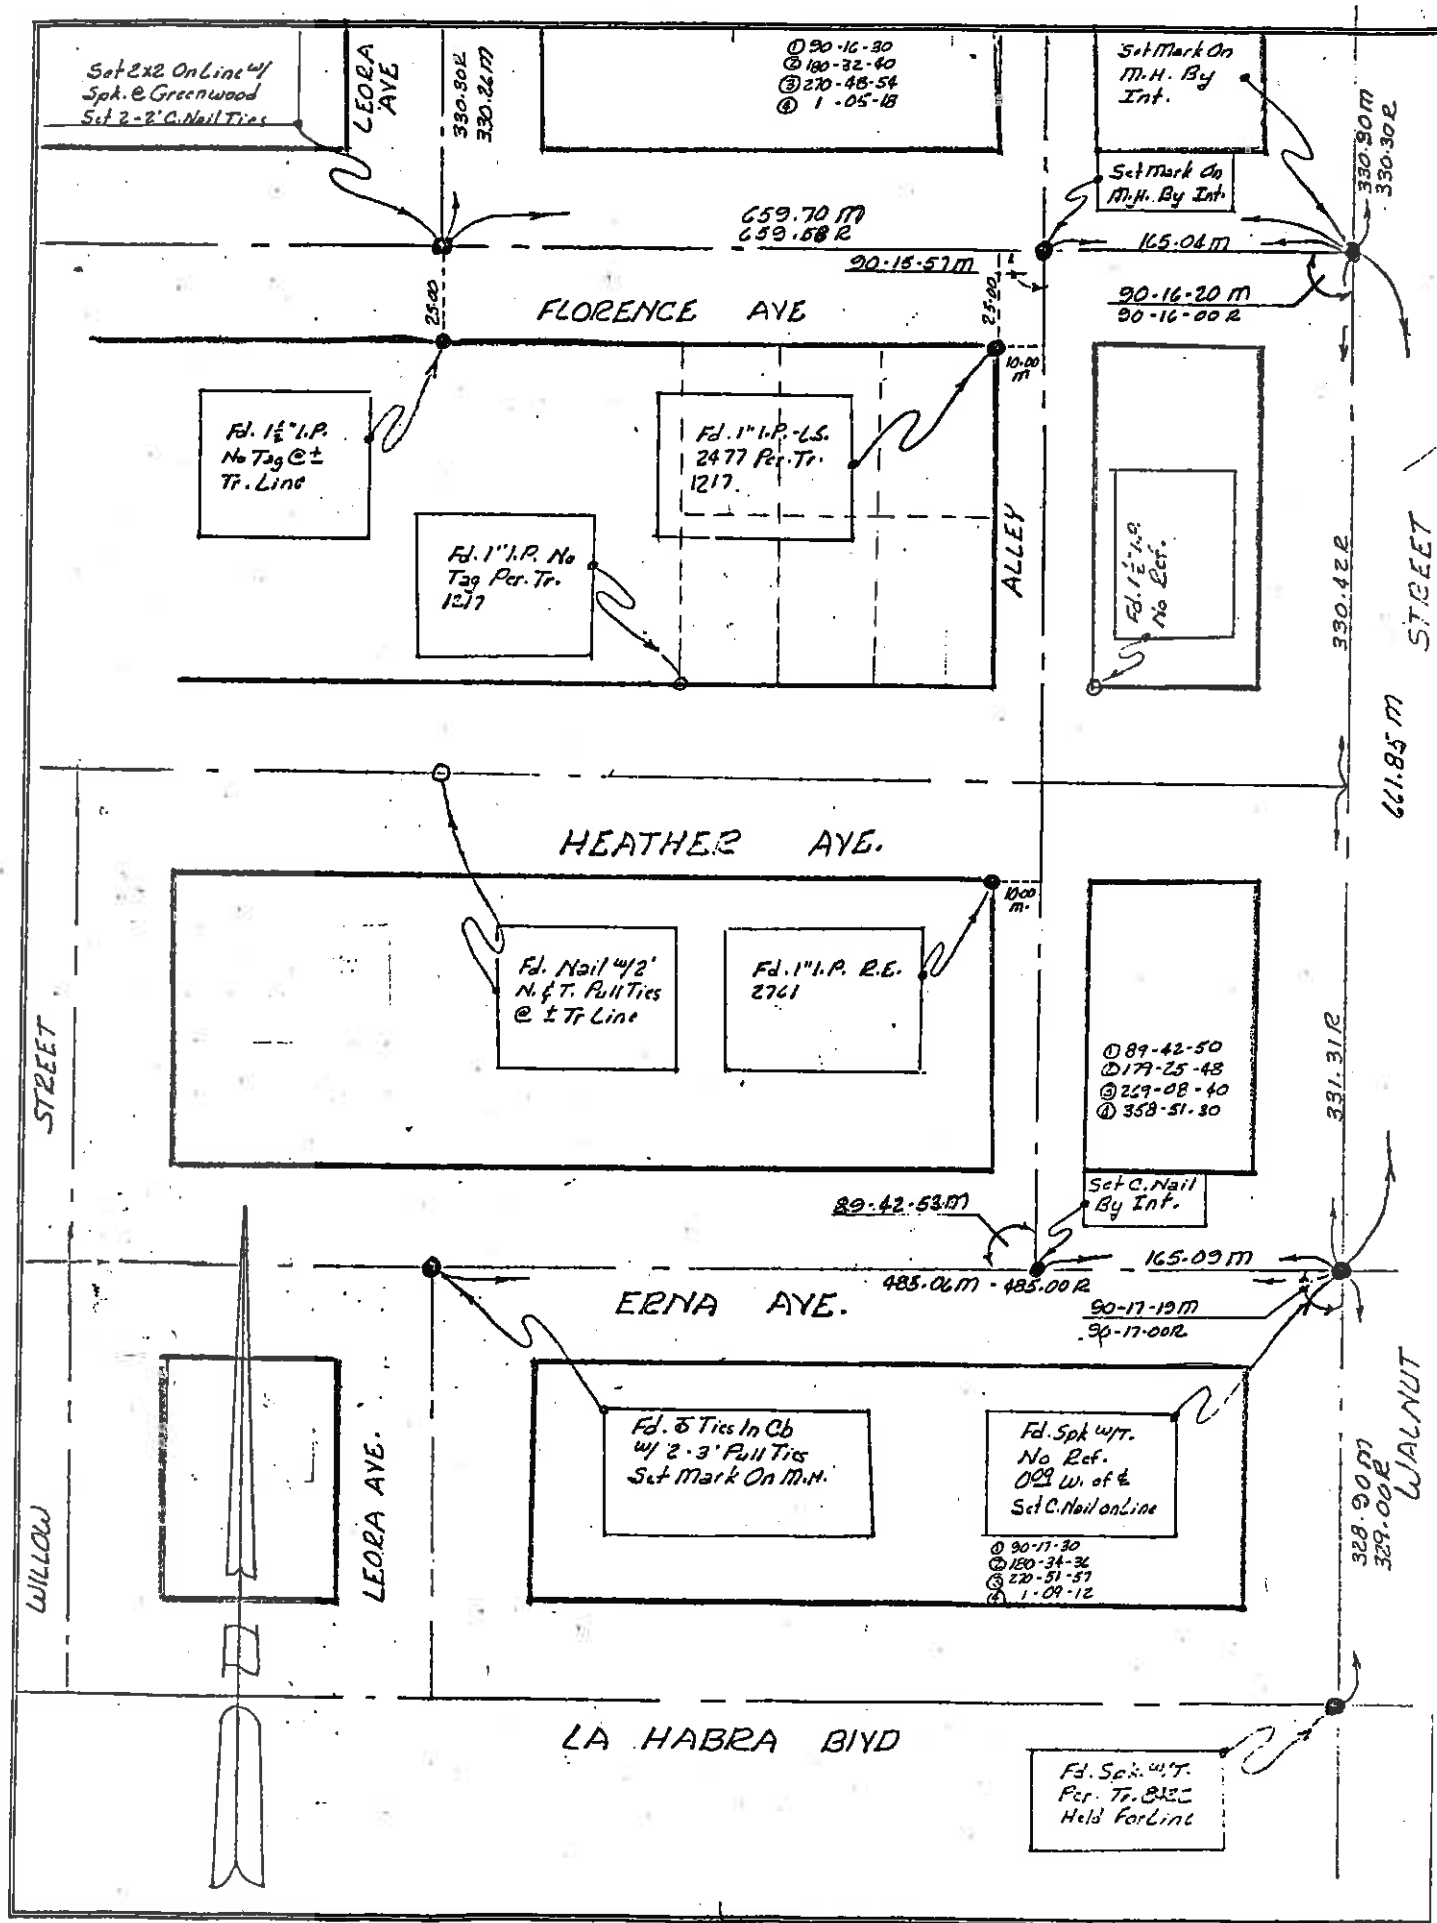 Set 2x2 On Line w/
Spk. @ Greenwood
Set 2-2' C. Nail Ties
LEORA
AVE
330.30R
330.26M
① 90-16-30
② 180-32-40
③ 270-48-54
④ 1-05-18
Set Mark On
M.H. By
Int.
330.30M
330.30R
Set Mark On
M.H. By Int.
659.70 M
659.58 R
165.04M
90-15-57M
90-16-20 M
90-16-00 R
25.00
FLORENCE AVE
25.00
10.00
M
Fd. 1½" I.P.
No Tag @ ±
Tr. Line
Fd. 1" I.P.-L.S.
2477 Per. Tr.
1217.
Fd. 1" I.P. No
Tag Per. Tr.
1217
ALLEY
Fd. 1½" I.P.
No Ref.
330.42R
STREET
661.85 M
HEATHER AVE.
10.00
M.
Fd. Nail w/2'
N. & T. Pull Ties
@ ± Tr Line
Fd. 1" I.P. R.E.
2761
① 89-42-50
② 179-25-48
③ 269-08-40
④ 358-51-30
331.31R
STREET
Set C. Nail
By Int.
89-42-53M
165.09M
485.06M - 485.00R
ERNA AVE.
90-17-19M
90-17-00R
Fd. 5 Ties In Cb
w/ 2-3' Pull Ties
Set Mark On M.H.
Fd. Spk w/T.
No Ref.
0.09 W. of ℄
Set C. Nail on Line
① 90-17-30
② 180-34-36
③ 270-51-57
④ 1-09-12
LEORA AVE.
WILLOW
328.90M
329.00R
WALNUT
LA HABRA BLVD
Fd. Spk. w/T.
Per. Tr.
Held For Line